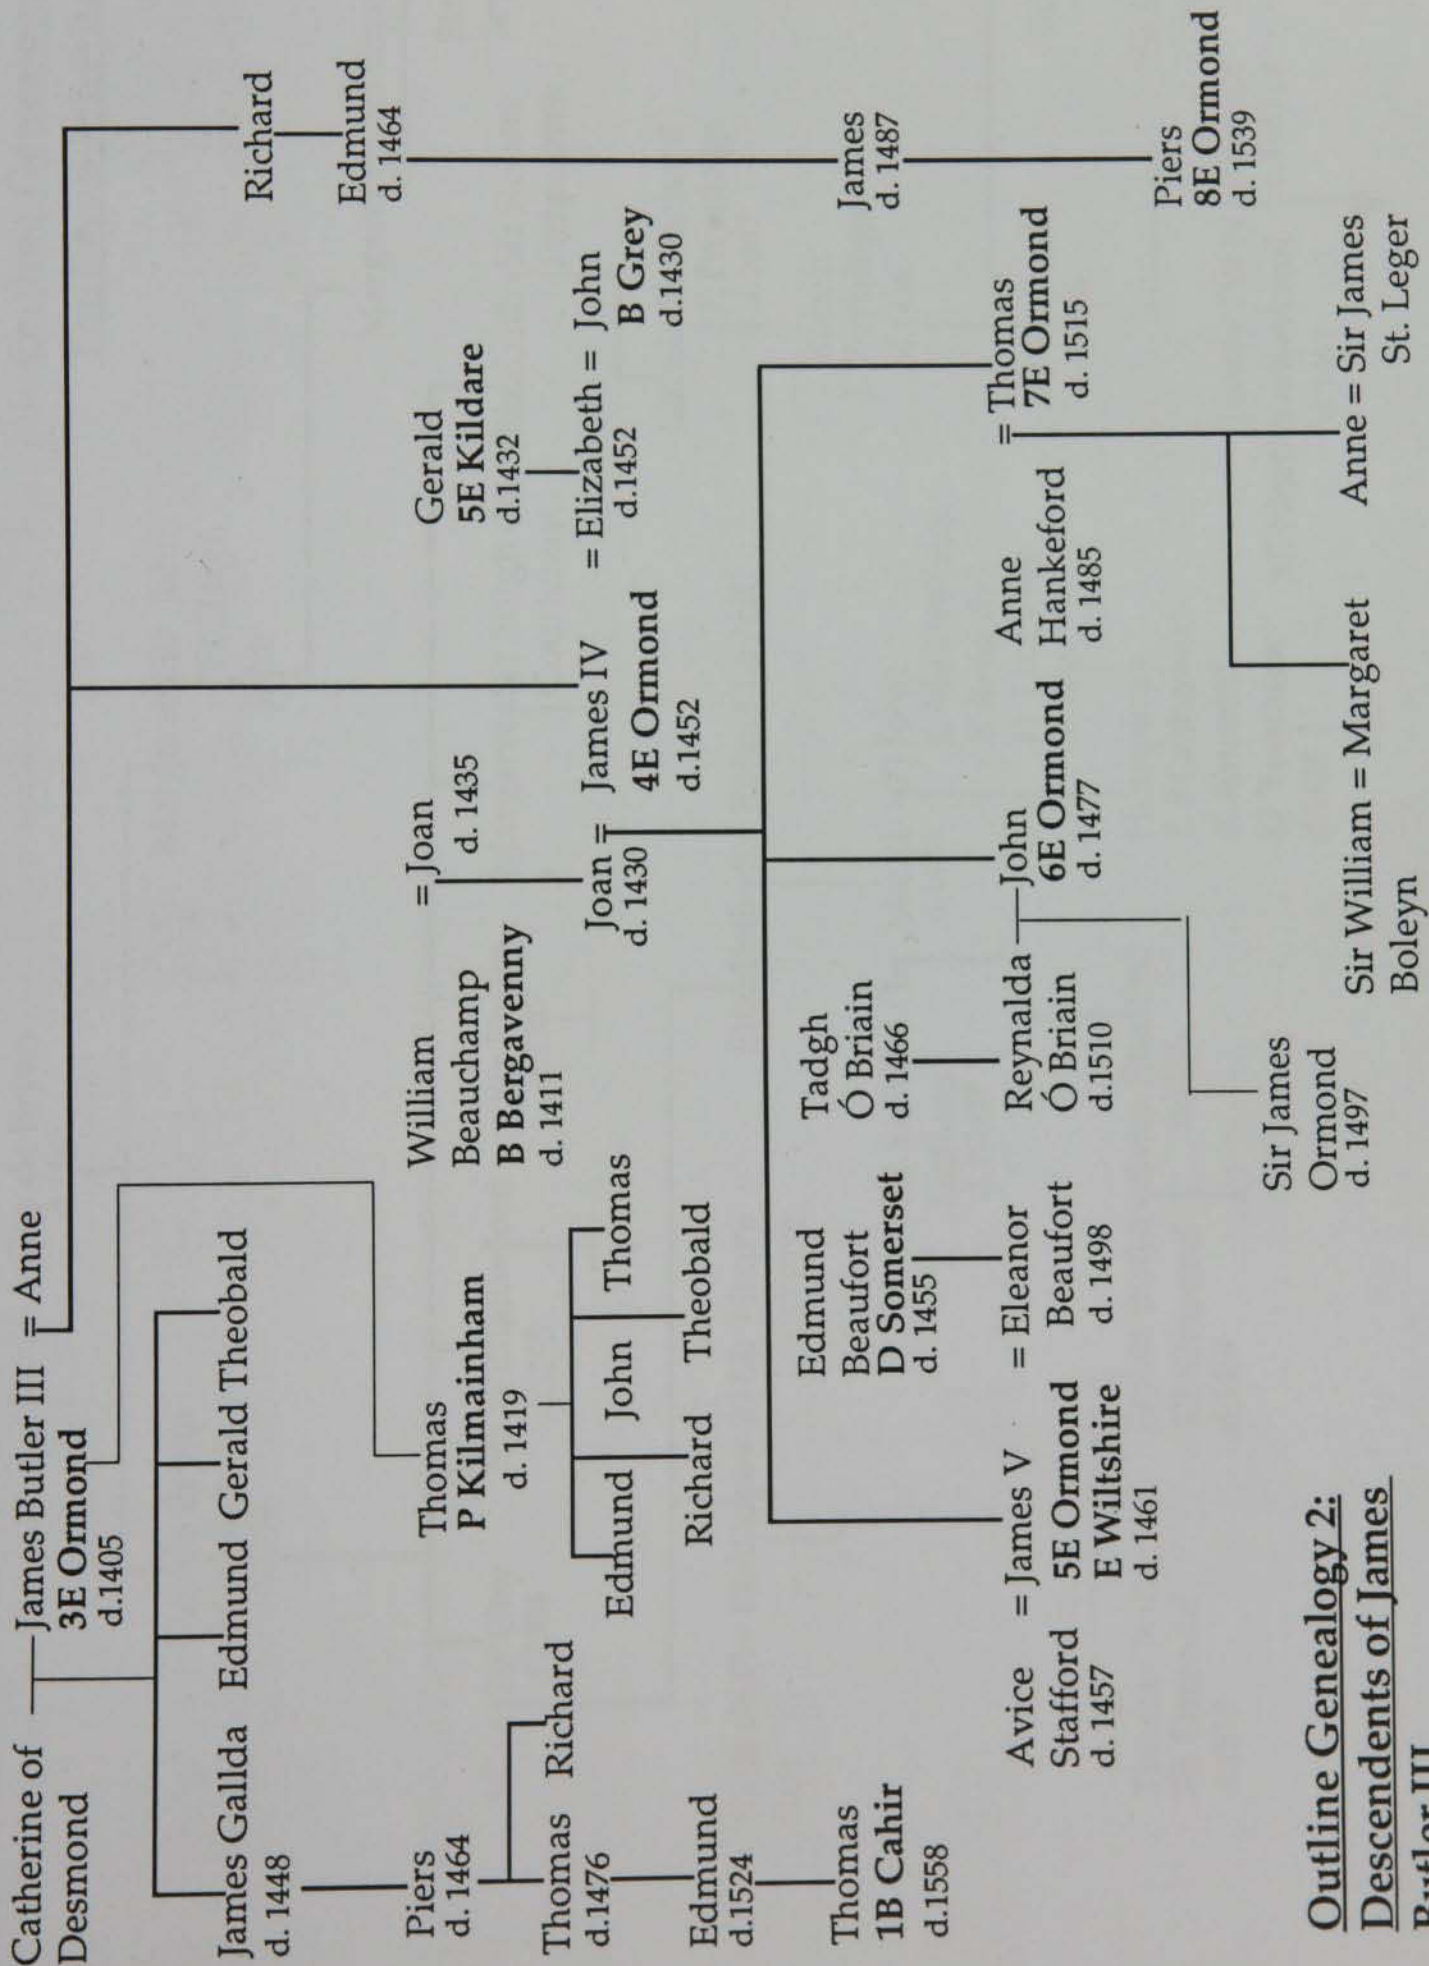 Catherine of
Desmond
James Butler III = Anne
3E Ormond
d.1405
James Gallda Edmund Gerald Theobald
d. 1448
Richard
Edmund
d. 1464
Piers
d. 1464
Thomas
P Kilmainham
d. 1419
William
Beauchamp
B Bergavenny
d. 1411
= Joan
d. 1435
Gerald
5E Kildare
d.1432
Thomas Richard
d.1476
Edmund John Thomas
Richard Theobald
Joan = James IV
d. 1430
4E Ormond
d.1452
= Elizabeth = John
d.1452
B Grey
d.1430
Edmund
d.1524
Thomas
1B Cahir
d.1558
Edmund
Beaufort
D Somerset
d. 1455
Tadgh
Ó Briain
d. 1466
James
d. 1487
Avice
Stafford
d. 1457
= James V
5E Ormond
E Wiltshire
d. 1461
= Eleanor
Beaufort
d. 1498
Reynalda
Ó Briain
d.1510
John
6E Ormond
d. 1477
Anne
Hankeford
d. 1485
= Thomas
7E Ormond
d. 1515
Piers
8E Ormond
d. 1539
Sir James
Ormond
d. 1497
Sir William = Margaret
Boleyn
Anne = Sir James
St. Leger
Outline Genealogy 2:
Descendents of James
Butler III